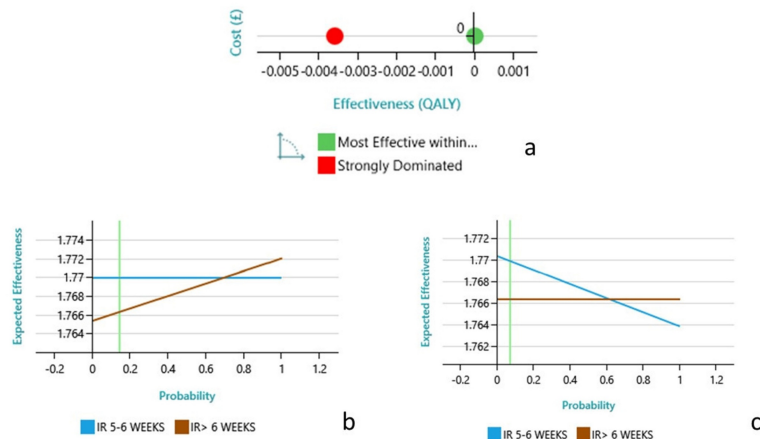 Cost (£)
0
-0.005 -0.004 -0.003 -0.002 -0.001 0 0.001
Effectiveness (QALY)
Most Effective within...
Strongly Dominated
a
Expected Effectiveness
1.774
1.772
1.77
1.768
1.766
1.764
-0.2 0 0.2 0.4 0.6 0.8 1 1.2
Probability
IR 5-6 WEEKS IR> 6 WEEKS
b
Expected Effectiveness
1.772
1.77
1.768
1.766
1.764
1.762
-0.2 0 0.2 0.4 0.6 0.8 1 1.2
Probability
IR 5-6 WEEKS IR> 6 WEEKS
c